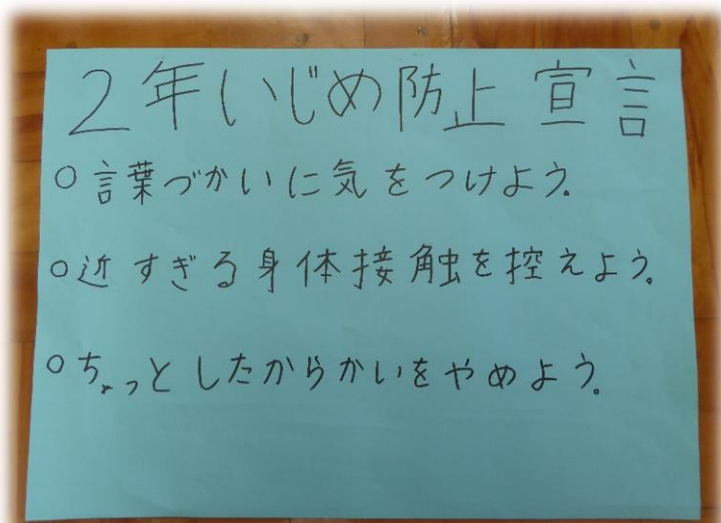 ２年いじめ防止宣言
○言葉づかいに気をつけよう。
○近すぎる身体接触を控えよう。
○ちょっとしたからかいをやめよう。